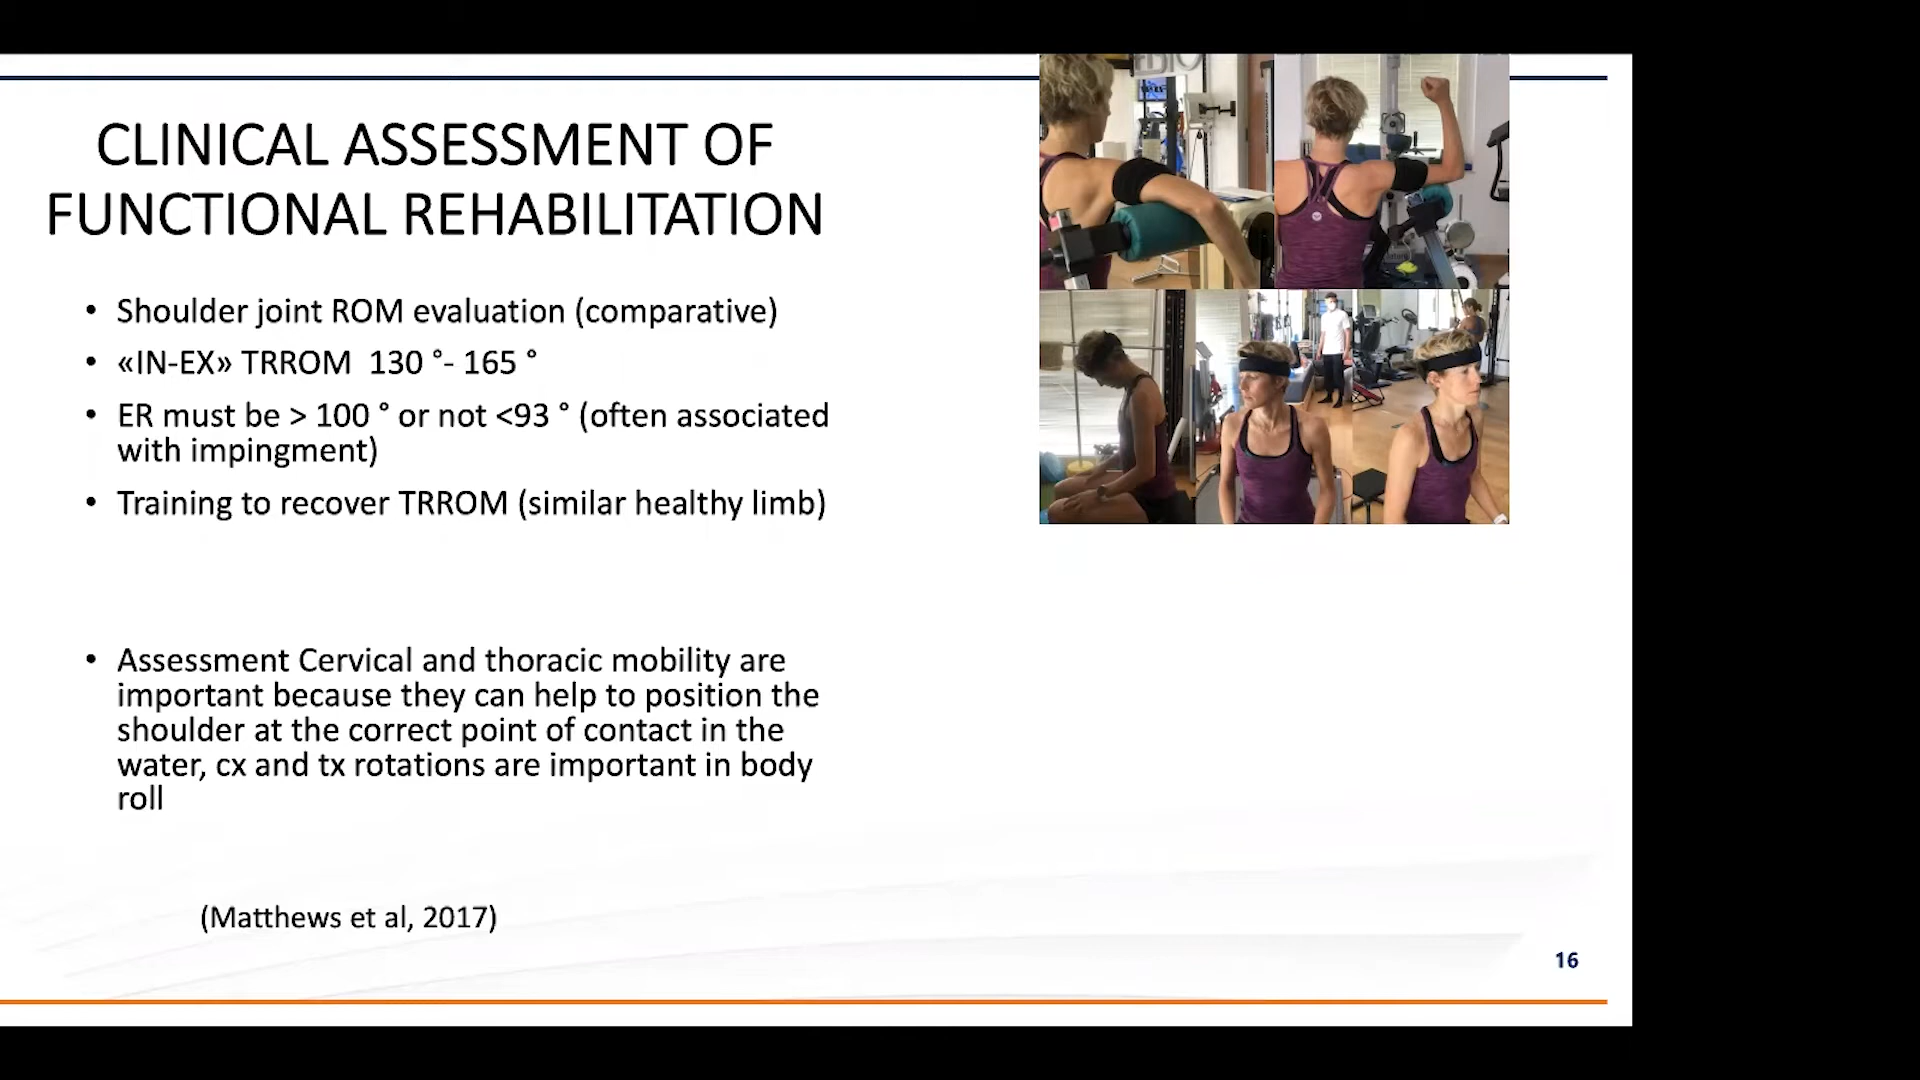 CLINICAL ASSESSMENT OF
FUNCTIONAL REHABILITATION
• Shoulder joint ROM evaluation (comparative)
• «IN-EX» TRROM 130 °- 165 °
• ER must be > 100 ° or not <93 ° (often associated
with impingment)
• Training to recover TRROM (similar healthy limb)
• Assessment Cervical and thoracic mobility are
important because they can help to position the
shoulder at the correct point of contact in the
water, cx and tx rotations are important in body
roll
(Matthews et al, 2017)
16